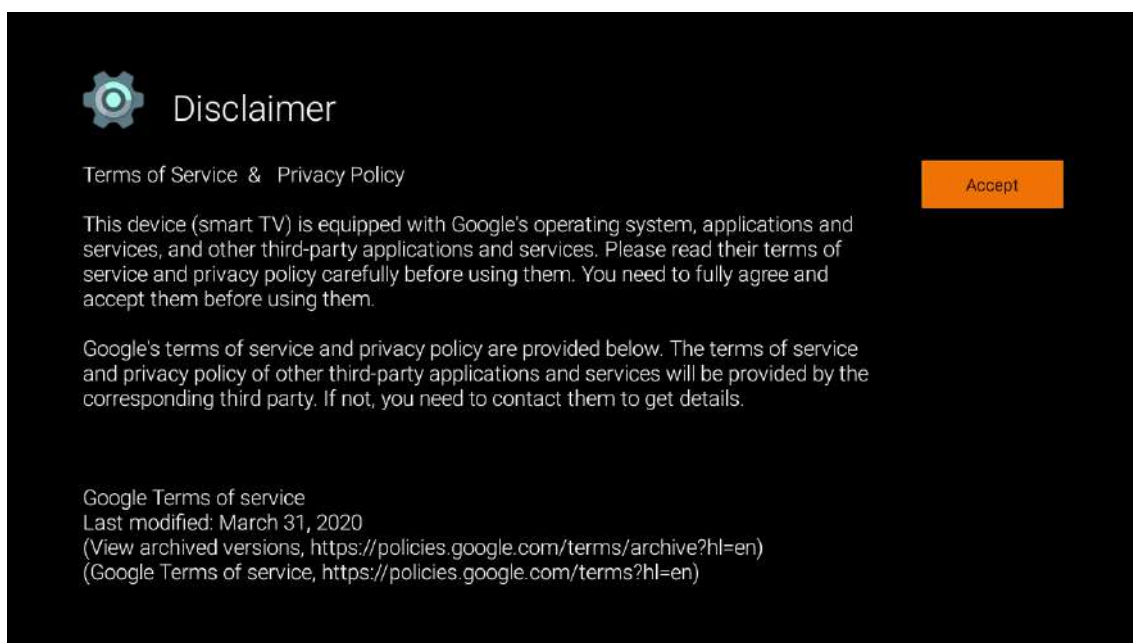 Disclaimer
Terms of Service & Privacy Policy
Accept
This device (smart TV) is equipped with Google's operating system, applications and
services, and other third-party applications and services. Please read their terms of
service and privacy policy carefully before using them. You need to fully agree and
accept them before using them.
Google's terms of service and privacy policy are provided below. The terms of service
and privacy policy of other third-party applications and services will be provided by the
corresponding third party. If not, you need to contact them to get details.
Google Terms of service
Last modified: March 31, 2020
(View archived versions, https://policies.google.com/terms/archive?hl=en)
(Google Terms of service, https://policies.google.com/terms?hl=en)